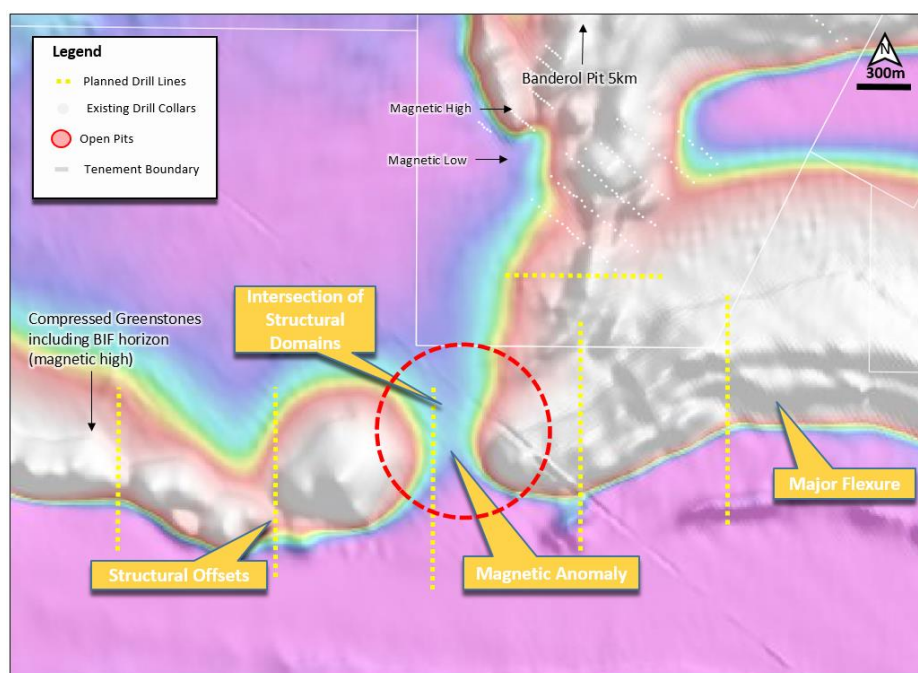 Legend
Planned Drill Lines
Existing Drill Collars
Open Pits
Tenement Boundary
Magnetic High
Magnetic Low
Banderol Pit 5km
N
300m
Compressed Greenstones
including BIF horizon
(magnetic high)
Intersection of
Structural
Domains
Major Flexure
Structural Offsets
Magnetic Anomaly